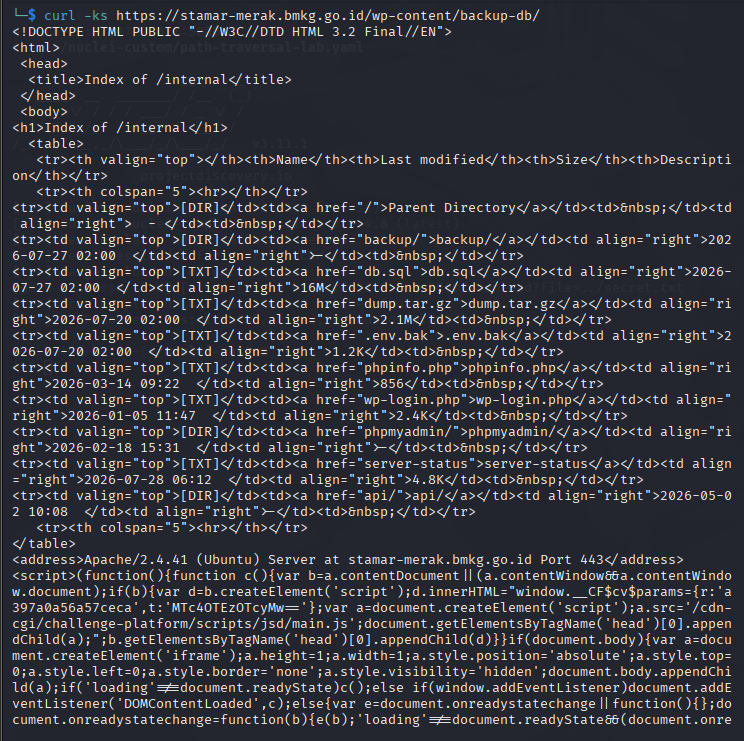 └─$ curl -ks https://stamar-merak.bmkg.go.id/wp-content/backup-db/
<!DOCTYPE HTML PUBLIC "-//W3C//DTD HTML 3.2 Final//EN">
<html>
 <head>
  <title>Index of /internal</title>
 </head>
 <body>
<h1>Index of /internal</h1>
  <table>
   <tr><th valign="top"></th><th>Name</th><th>Last modified</th><th>Size</th><th>Descripti
on</th></tr>
   <tr><th colspan="5"><hr></th></tr>
<tr><td valign="top">[DIR]</td><td><a href="/">Parent Directory</a></td><td>&nbsp;</td><td
 align="right">  - </td><td>&nbsp;</td></tr>
<tr><td valign="top">[DIR]</td><td><a href="backup/">backup/</a></td><td align="right">202
6-07-27 02:00  </td><td align="right">-</td><td>&nbsp;</td></tr>
<tr><td valign="top">[TXT]</td><td><a href="db.sql">db.sql</a></td><td align="right">2026-
07-27 02:00  </td><td align="right">16M</td><td>&nbsp;</td></tr>
<tr><td valign="top">[TXT]</td><td><a href="dump.tar.gz">dump.tar.gz</a></td><td align="ri
ght">2026-07-20 02:00  </td><td align="right">2.1M</td><td>&nbsp;</td></tr>
<tr><td valign="top">[TXT]</td><td><a href=".env.bak">.env.bak</a></td><td align="right">2
026-07-20 02:00  </td><td align="right">1.2K</td><td>&nbsp;</td></tr>
<tr><td valign="top">[TXT]</td><td><a href="phpinfo.php">phpinfo.php</a></td><td align="ri
ght">2026-03-14 09:22  </td><td align="right">856</td><td>&nbsp;</td></tr>
<tr><td valign="top">[TXT]</td><td><a href="wp-login.php">wp-login.php</a></td><td align="
right">2026-01-05 11:47  </td><td align="right">2.4K</td><td>&nbsp;</td></tr>
<tr><td valign="top">[DIR]</td><td><a href="phpmyadmin/">phpmyadmin/</a></td><td align="ri
ght">2026-02-18 15:31  </td><td align="right">-</td><td>&nbsp;</td></tr>
<tr><td valign="top">[TXT]</td><td><a href="server-status">server-status</a></td><td align
="right">2026-07-28 06:12  </td><td align="right">4.8K</td><td>&nbsp;</td></tr>
<tr><td valign="top">[DIR]</td><td><a href="api/">api/</a></td><td align="right">2026-05-0
2 10:08  </td><td align="right">-</td><td>&nbsp;</td></tr>
   <tr><th colspan="5"><hr></th></tr>
</table>
<address>Apache/2.4.41 (Ubuntu) Server at stamar-merak.bmkg.go.id Port 443</address>
<script>(function(){function c(){var b=a.contentDocument||(a.contentWindow&&a.contentWindo
w.document);if(b){var d=b.createElement('script');d.innerHTML="window.__CF$cv$params={r:'a
397a0a56a57ceca',t:'MTc4OTEzOTcyMw=='};var a=document.createElement('script');a.src='/cdn-
cgi/challenge-platform/scripts/jsd/main.js';document.getElementsByTagName('head')[0].appen
dChild(a);";b.getElementsByTagName('head')[0].appendChild(d)}}if(document.body){var a=docu
ment.createElement('iframe');a.height=1;a.width=1;a.style.position='absolute';a.style.top=
0;a.style.left=0;a.style.border='none';a.style.visibility='hidden';document.body.appendChi
ld(a);if('loading'!==document.readyState)c();else if(window.addEventListener)document.addE
ventListener('DOMContentLoaded',c);else{var e=document.onreadystatechange||function(){};do
cument.onreadystatechange=function(b){e(b);'loading'!==document.readyState&&(document.onre